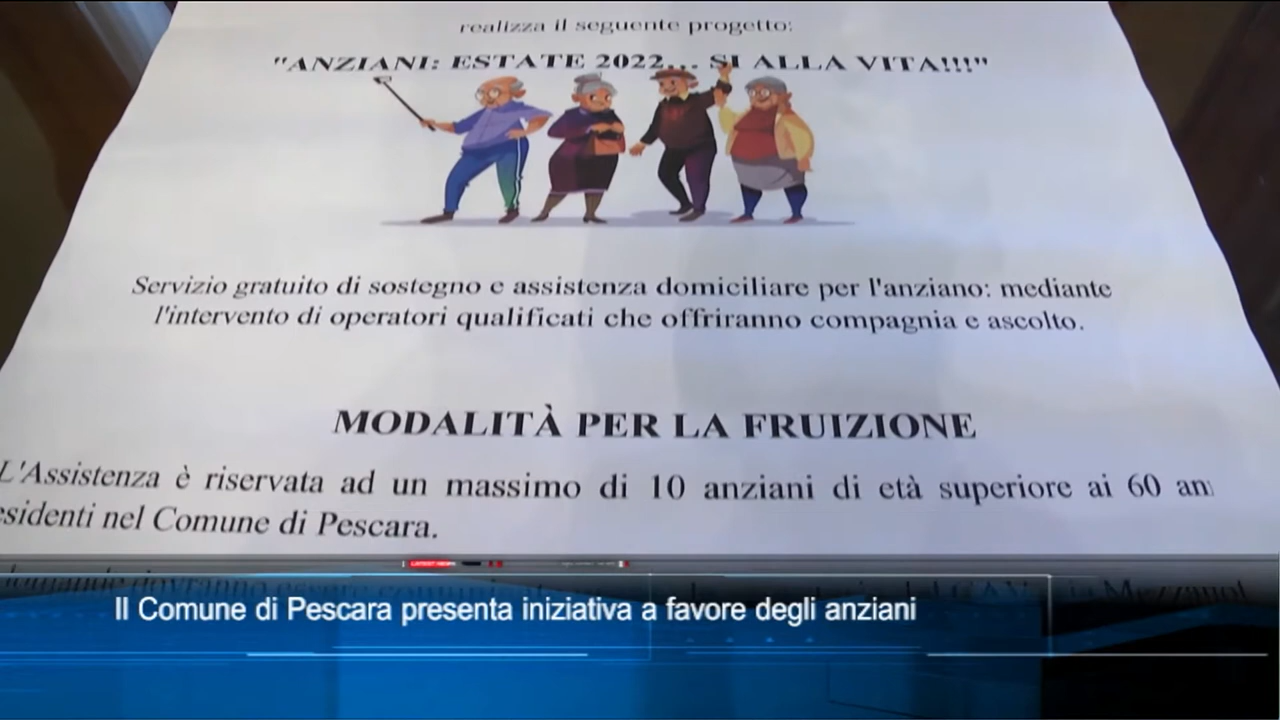 realizza il seguente progetto:
"ANZIANI: ESTATE 2022... SI ALLA VITA!!!"
Servizio gratuito di sostegno e assistenza domiciliare per l'anziano: mediante
l'intervento di operatori qualificati che offriranno compagnia e ascolto.
MODALITÀ PER LA FRUIZIONE
L'Assistenza è riservata ad un massimo di 10 anziani di età superiore ai 60 an
esidenti nel Comune di Pescara.
LATEST NEWS
Il Comune di Pescara presenta iniziativa a favore degli anziani